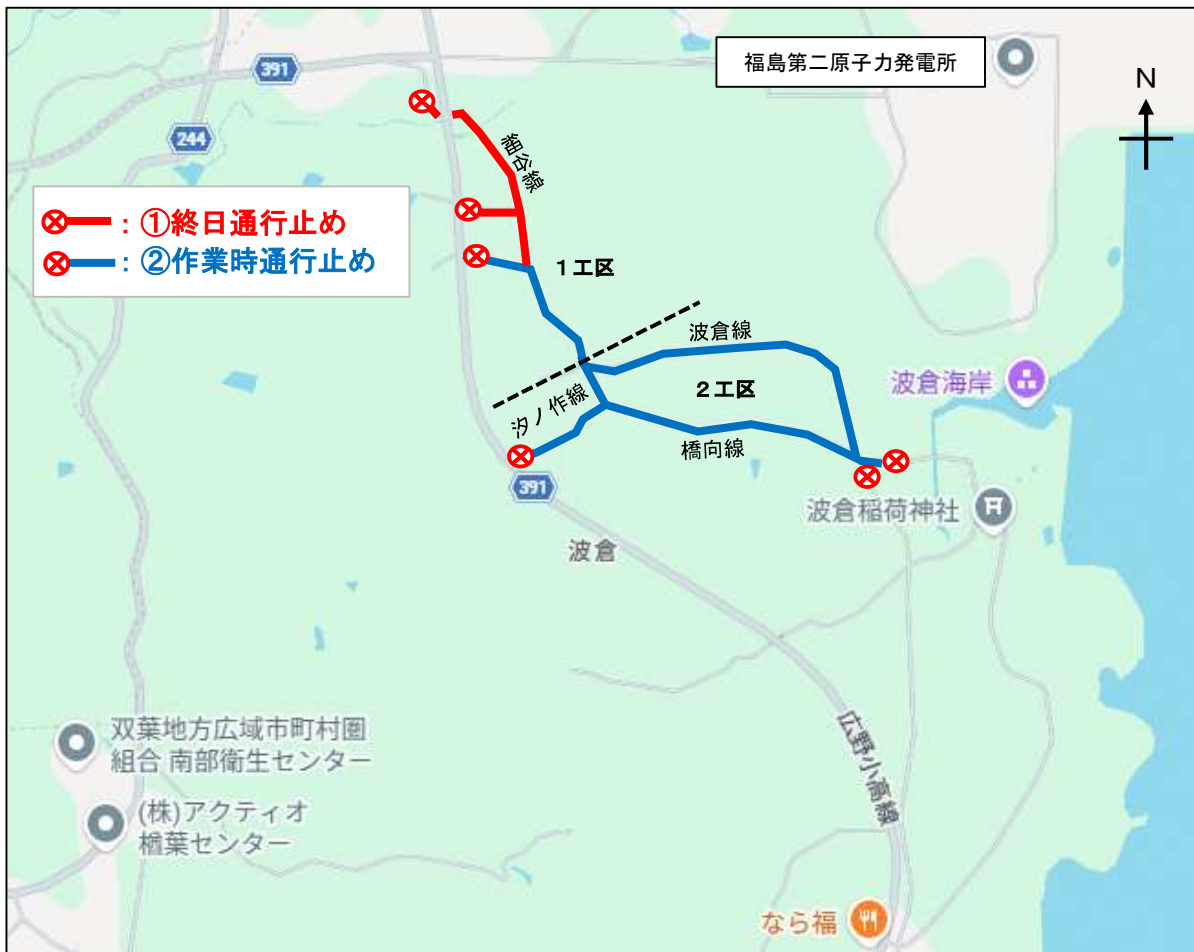 福島第二原子力発電所
N
391
244
細谷線
: ①終日通行止め
: ②作業時通行止め
1工区
波倉線
波倉海岸
2工区
汐ノ作線
橋向線
391
波倉稲荷神社
波倉
双葉地方広域市町村圏
組合 南部衛生センター
広野小高線
(株)アクティオ
楢葉センター
なら福